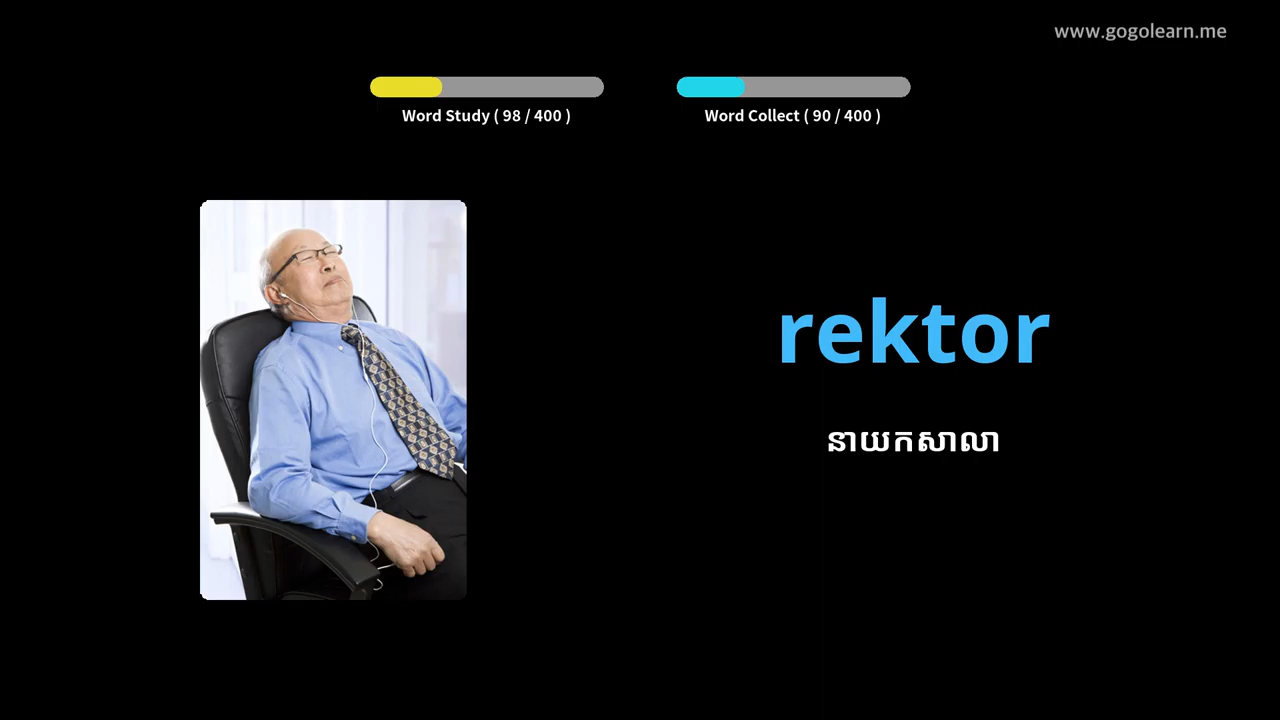 www.gogolearn.me
Word Study ( 98 / 400 )
Word Collect ( 90 / 400 )
rektor
នាយកសាលា